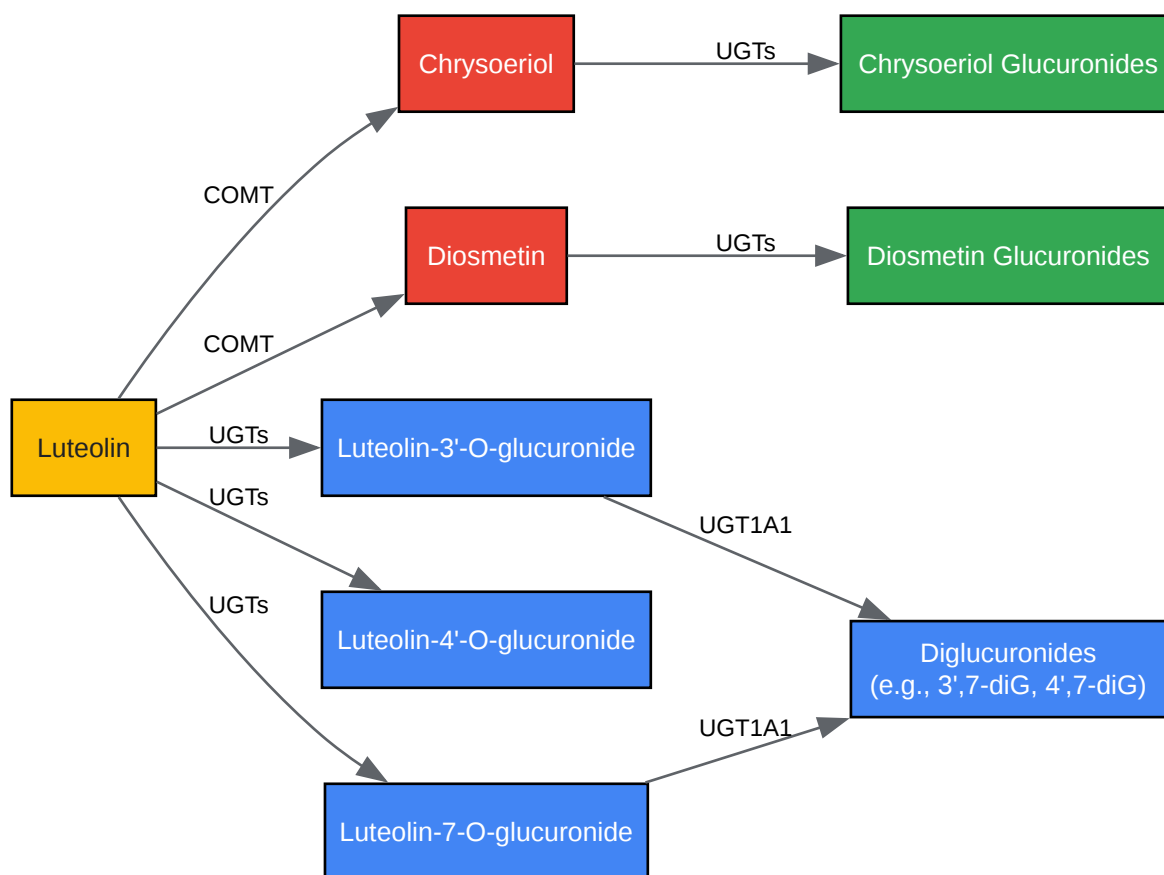 Chrysoeriol
UGTs
Chrysoeriol Glucuronides
COMT
Diosmetin
UGTs
Diosmetin Glucuronides
COMT
Luteolin
UGTs
Luteolin-3'-O-glucuronide
UGTs
UGT1A1
UGTs
Luteolin-4'-O-glucuronide
Diglucuronides
(e.g., 3',7-diG, 4',7-diG)
UGT1A1
Luteolin-7-O-glucuronide